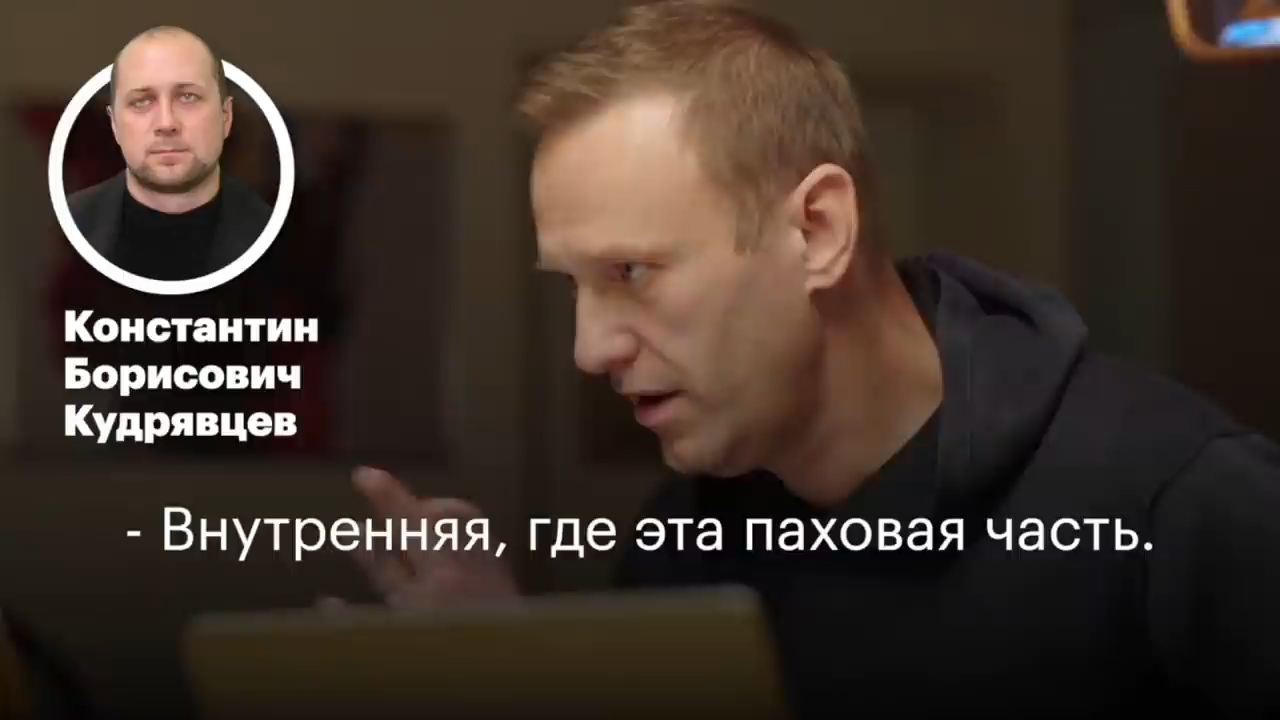 Константин
Борисович
Кудрявцев
- Внутренняя, где эта паховая часть.